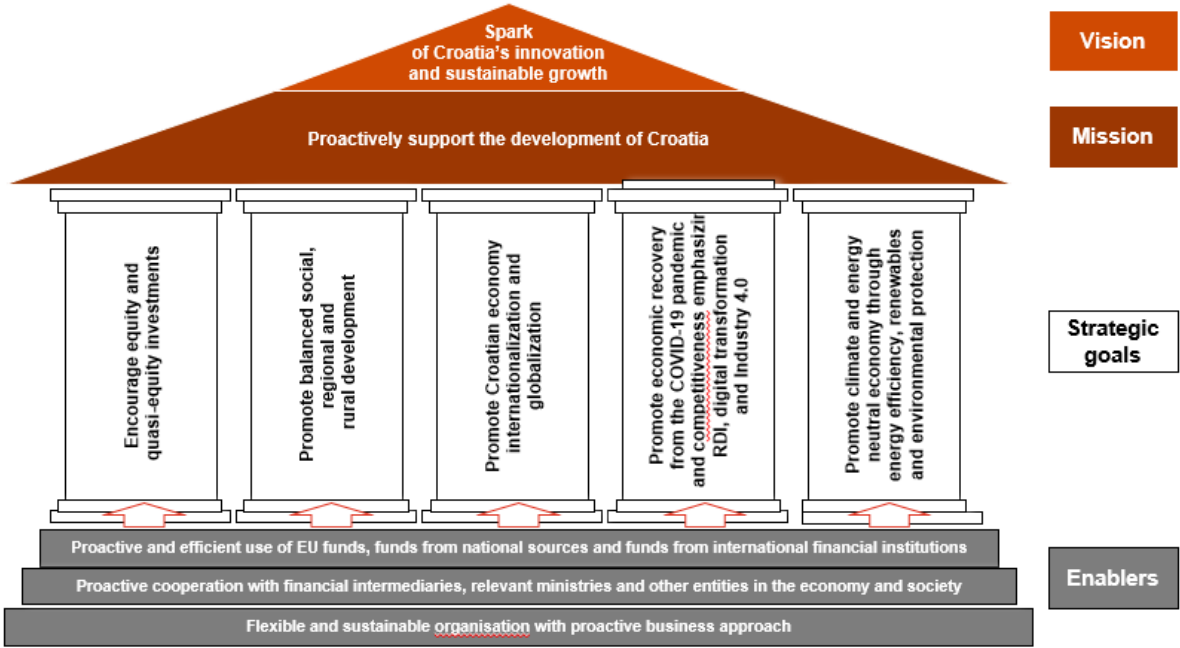 Spark
of Croatia's innovation
and sustainable growth
Vision
Proactively support the development of Croatia
Mission
Encourage equity and
quasi-equity investments
Promote balanced social,
regional and
rural development
Promote Croatian economy
internationalization and
globalization
Promote economic recovery
from the COVID-19 pandemic
and competitiveness emphasizin
RDI, digital transformation
and Industry 4.0
Promote climate and energy
neutral economy through
energy efficiency, renewables
and environmental protection
Strategic
goals
Proactive and efficient use of EU funds, funds from national sources and funds from international financial institutions
Proactive cooperation with financial intermediaries, relevant ministries and other entities in the economy and society
Flexible and sustainable organisation with proactive business approach
Enablers